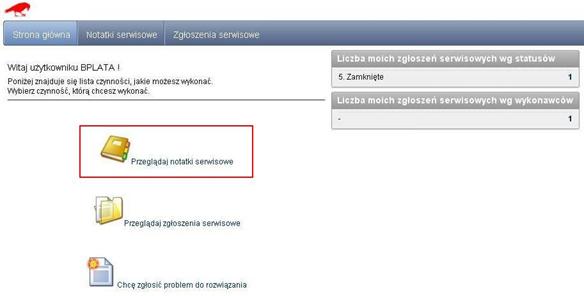 Strona główna
Notatki serwisowe
Zgłoszenia serwisowe
Witaj użytkowniku BPLATA !
Poniżej znajduje się lista czynności, jakie możesz wykonać.
Wybierz czynność, którą chcesz wykonać.
Przeglądaj notatki serwisowe
Przeglądaj zgłoszenia serwisowe
Chcę zgłosić problem do rozwiązania
Liczba moich zgłoszeń serwisowych wg statusów
5. Zamknięte 1
Liczba moich zgłoszeń serwisowych wg wykonawców
- 1